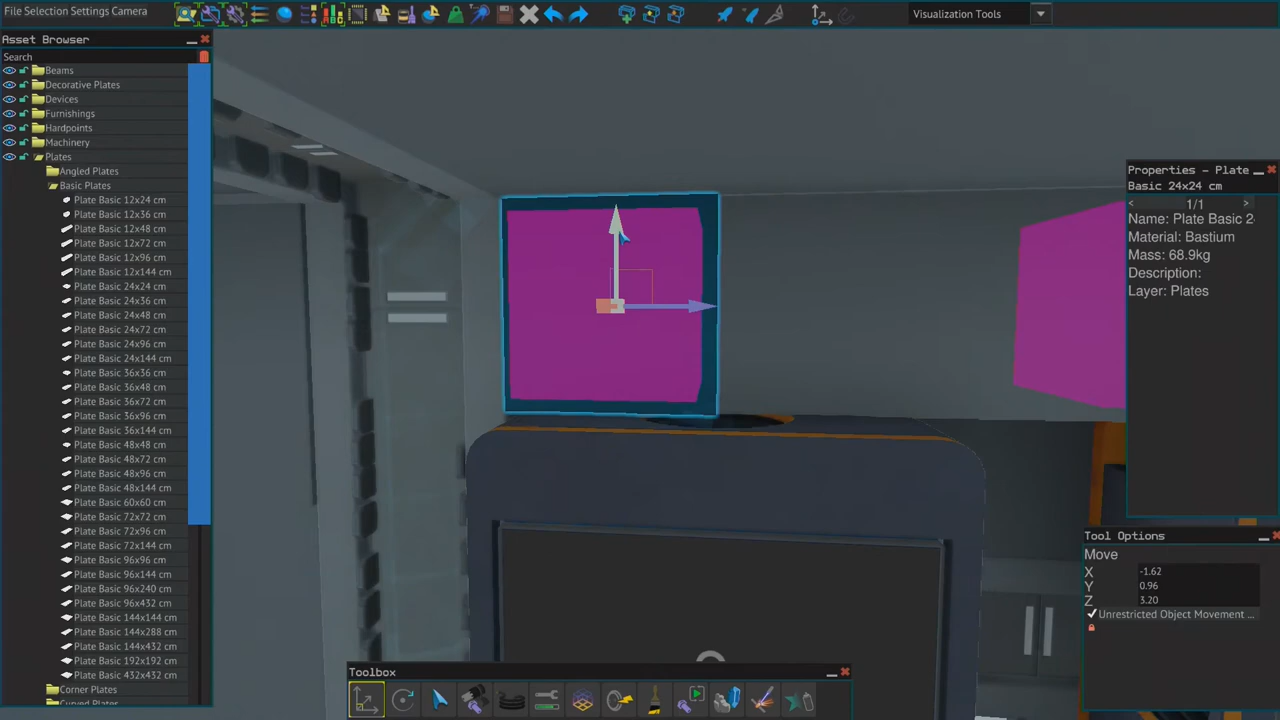 File Selection Settings Camera
Visualization Tools
Asset Browser
Search
Beams
Decorative Plates
Devices
Furnishings
Hardpoints
Machinery
Plates
Angled Plates
Basic Plates
Plate Basic 12x24 cm
Plate Basic 12x36 cm
Plate Basic 12x48 cm
Plate Basic 12x72 cm
Plate Basic 12x96 cm
Plate Basic 12x144 cm
Plate Basic 24x24 cm
Plate Basic 24x36 cm
Plate Basic 24x48 cm
Plate Basic 24x72 cm
Plate Basic 24x96 cm
Plate Basic 24x144 cm
Plate Basic 36x36 cm
Plate Basic 36x48 cm
Plate Basic 36x72 cm
Plate Basic 36x96 cm
Plate Basic 36x144 cm
Plate Basic 48x48 cm
Plate Basic 48x72 cm
Plate Basic 48x96 cm
Plate Basic 48x144 cm
Plate Basic 60x60 cm
Plate Basic 72x72 cm
Plate Basic 72x96 cm
Plate Basic 72x144 cm
Plate Basic 96x96 cm
Plate Basic 96x144 cm
Plate Basic 96x240 cm
Plate Basic 96x432 cm
Plate Basic 144x144 cm
Plate Basic 144x288 cm
Plate Basic 144x432 cm
Plate Basic 192x192 cm
Plate Basic 432x432 cm
Corner Plates
Curved Plates
Properties - Plate
Basic 24x24 cm
< 1/1 >
Name: Plate Basic 2
Material: Bastium
Mass: 68.9kg
Description:
Layer: Plates
Tool Options
Move
X -1.62
Y 0.96
Z 3.20
Unrestricted Object Movement ...
Toolbox